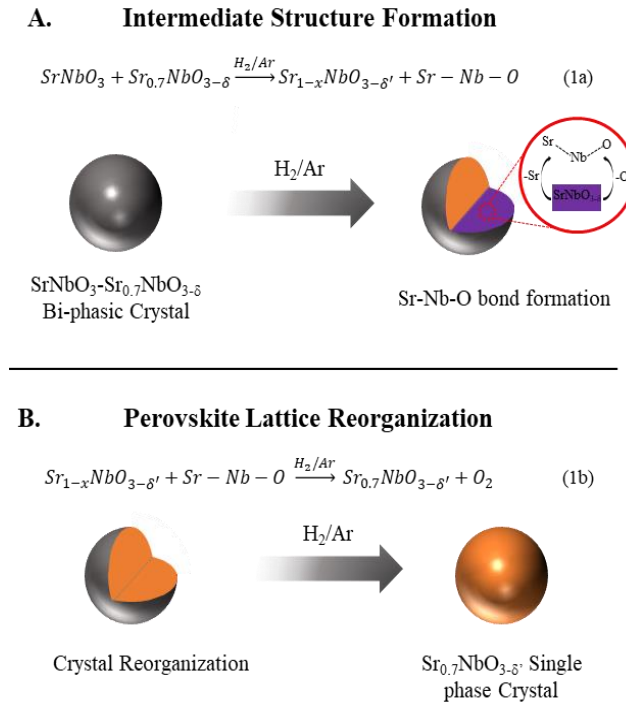 A. Intermediate Structure Formation
SrNbO₃ + Sr₀.₇NbO₃₋δ —H₂/Ar→ Sr₁₋ₓNbO₃₋δ′ + Sr − Nb − O (1a)
H₂/Ar
Sr Nb O
-Sr -O
SrNbO₃₋δ
SrNbO₃-Sr₀.₇NbO₃₋δ
Bi-phasic Crystal
Sr-Nb-O bond formation
B. Perovskite Lattice Reorganization
Sr₁₋ₓNbO₃₋δ′ + Sr − Nb − O —H₂/Ar→ Sr₀.₇NbO₃₋δ′ + O₂ (1b)
H₂/Ar
Crystal Reorganization
Sr₀.₇NbO₃₋δ′ Single
phase Crystal